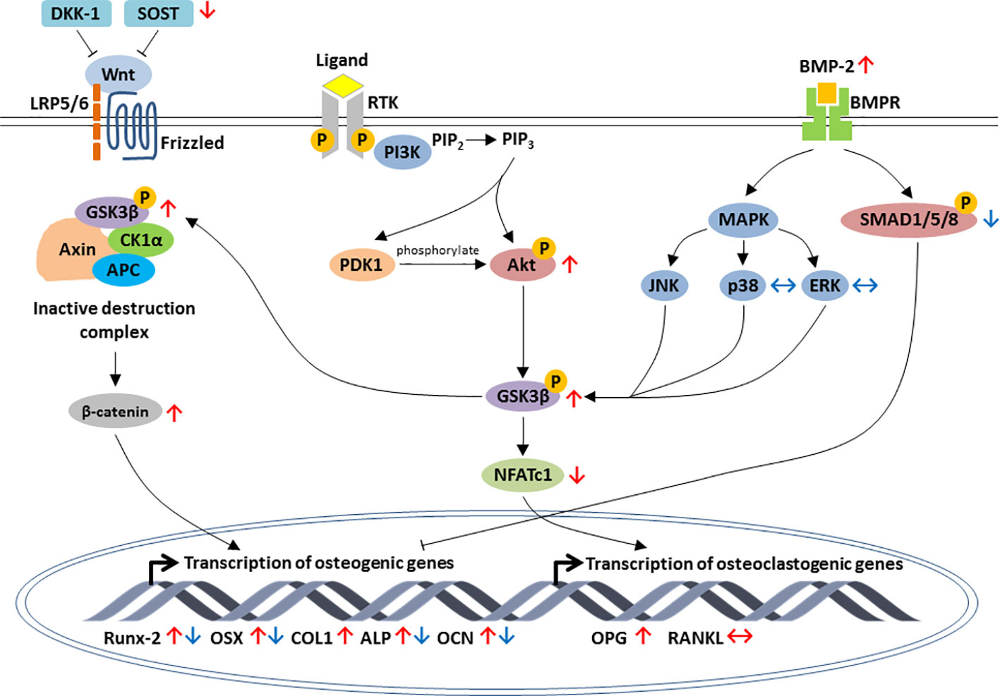 DKK-1
SOST
Wnt
LRP5/6
Frizzled
Ligand
RTK
P
P
PI3K
PIP₂
PIP₃
BMP-2
BMPR
GSK3β
P
Axin
CK1α
APC
Inactive destruction
complex
β-catenin
PDK1
phosphorylate
Akt
P
MAPK
SMAD1/5/8
P
JNK
p38
ERK
GSK3β
P
NFATc1
Transcription of osteogenic genes
Transcription of osteoclastogenic genes
Runx-2
OSX
COL1
ALP
OCN
OPG
RANKL